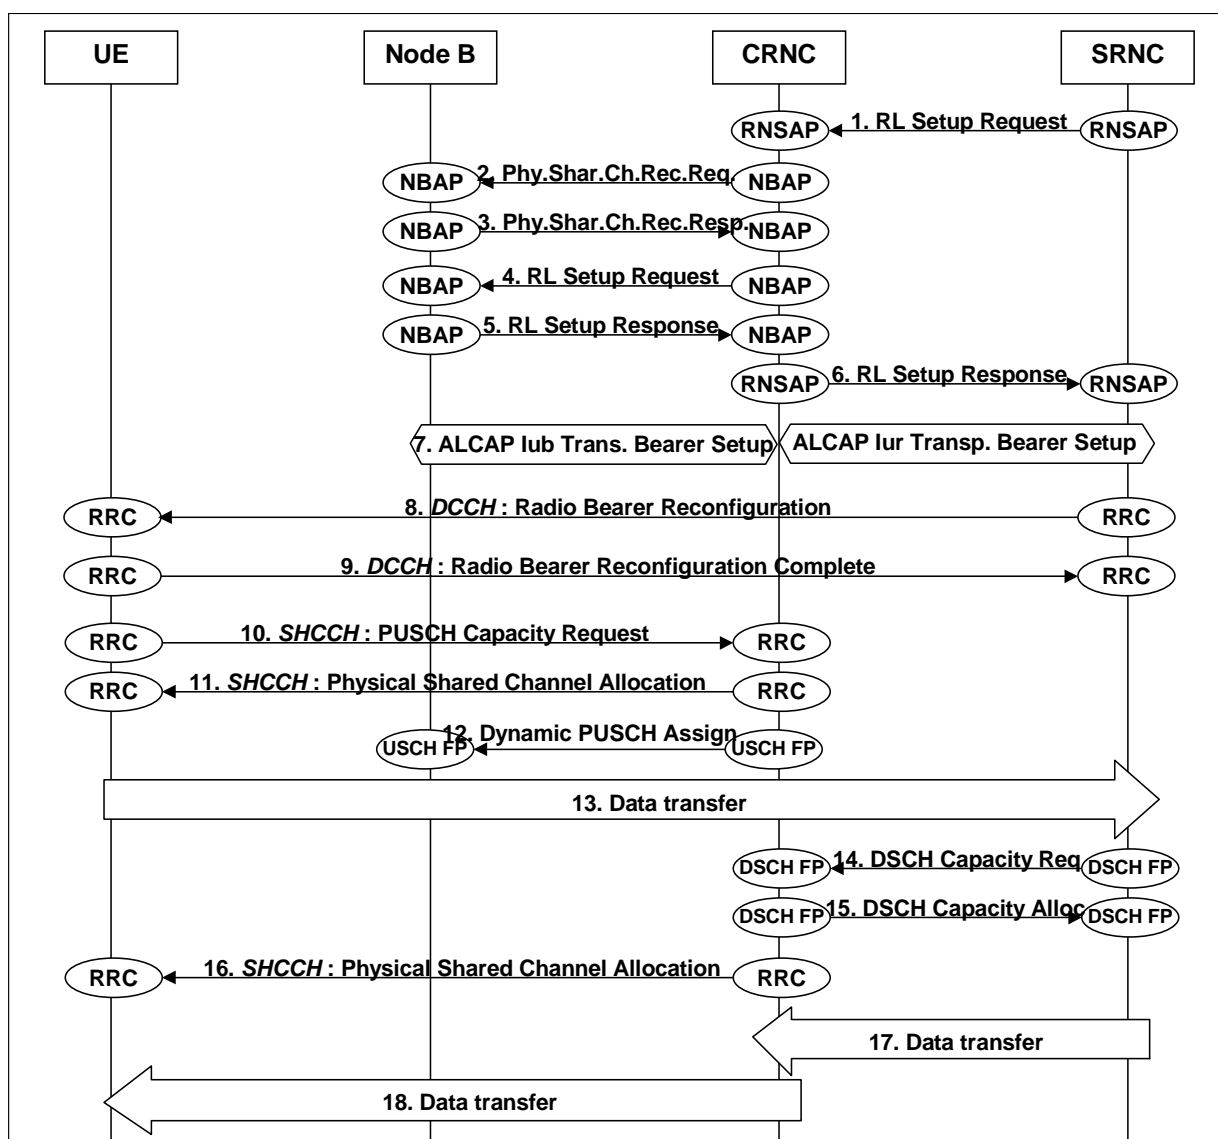 UE Node B CRNC SRNC
RNSAP 1. RL Setup Request RNSAP
NBAP 2. Phy.Shar.Ch.Rec.Req. NBAP
NBAP 3. Phy.Shar.Ch.Rec.Resp. NBAP
NBAP 4. RL Setup Request NBAP
NBAP 5. RL Setup Response NBAP
RNSAP 6. RL Setup Response RNSAP
7. ALCAP Iub Trans. Bearer Setup ALCAP Iur Transp. Bearer Setup
RRC 8. DCCH : Radio Bearer Reconfiguration RRC
RRC 9. DCCH : Radio Bearer Reconfiguration Complete RRC
RRC 10. SHCCH : PUSCH Capacity Request RRC
RRC 11. SHCCH : Physical Shared Channel Allocation RRC
USCH FP 12. Dynamic PUSCH Assign USCH FP
13. Data transfer
DSCH FP 14. DSCH Capacity Req DSCH FP
DSCH FP 15. DSCH Capacity Alloc DSCH FP
RRC 16. SHCCH : Physical Shared Channel Allocation RRC
17. Data transfer
18. Data transfer